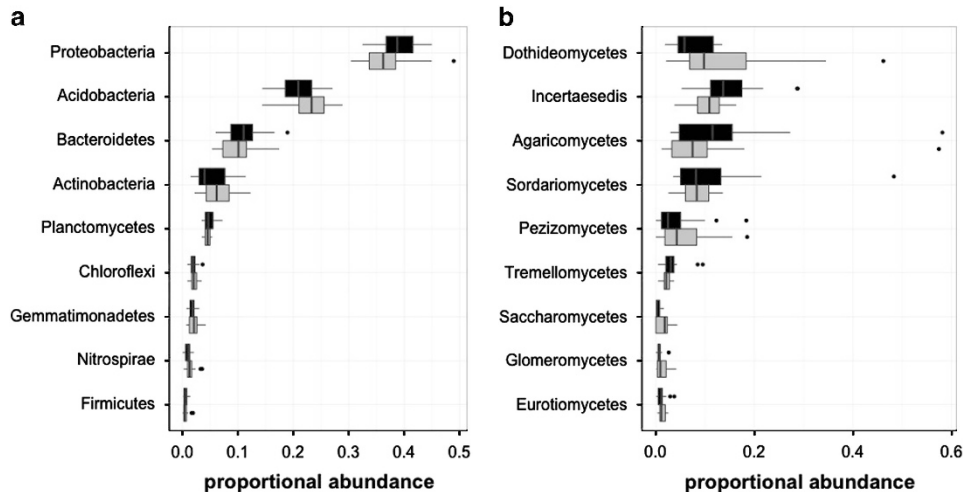 a
Proteobacteria
Acidobacteria
Bacteroidetes
Actinobacteria
Planctomycetes
Chloroflexi
Gemmatimonadetes
Nitrospirae
Firmicutes
0.0 0.1 0.2 0.3 0.4 0.5
proportional abundance
b
Dothideomycetes
Incertaesedis
Agaricomycetes
Sordariomycetes
Pezizomycetes
Tremellomycetes
Saccharomycetes
Glomeromycetes
Eurotiomycetes
0.0 0.2 0.4 0.6
proportional abundance